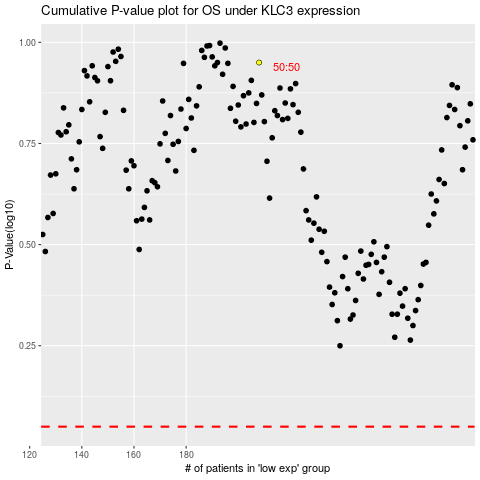 Cumulative P-value plot for OS under KLC3 expression
1.00
50:50
0.75
P-Value(log10)
0.50
0.25
120 140 160 180
# of patients in 'low exp' group